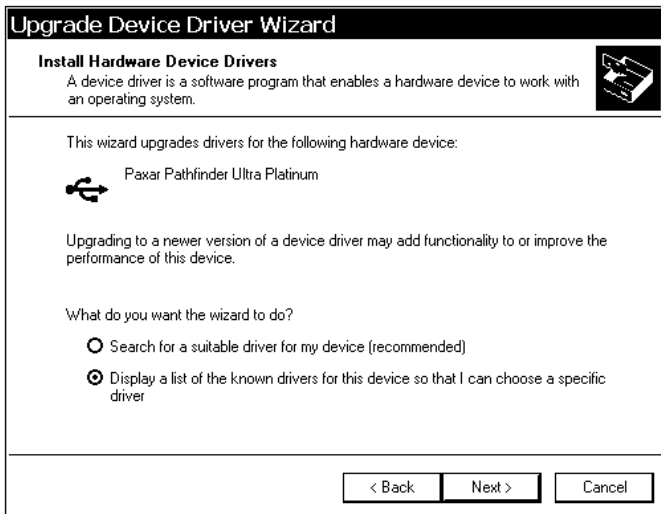 Upgrade Device Driver Wizard
Install Hardware Device Drivers
A device driver is a software program that enables a hardware device to work with
an operating system.
This wizard upgrades drivers for the following hardware device:
Paxar Pathfinder Ultra Platinum
Upgrading to a newer version of a device driver may add functionality to or improve the
performance of this device.
What do you want the wizard to do?
Search for a suitable driver for my device (recommended)
Display a list of the known drivers for this device so that I can choose a specific
driver
< Back
Next >
Cancel